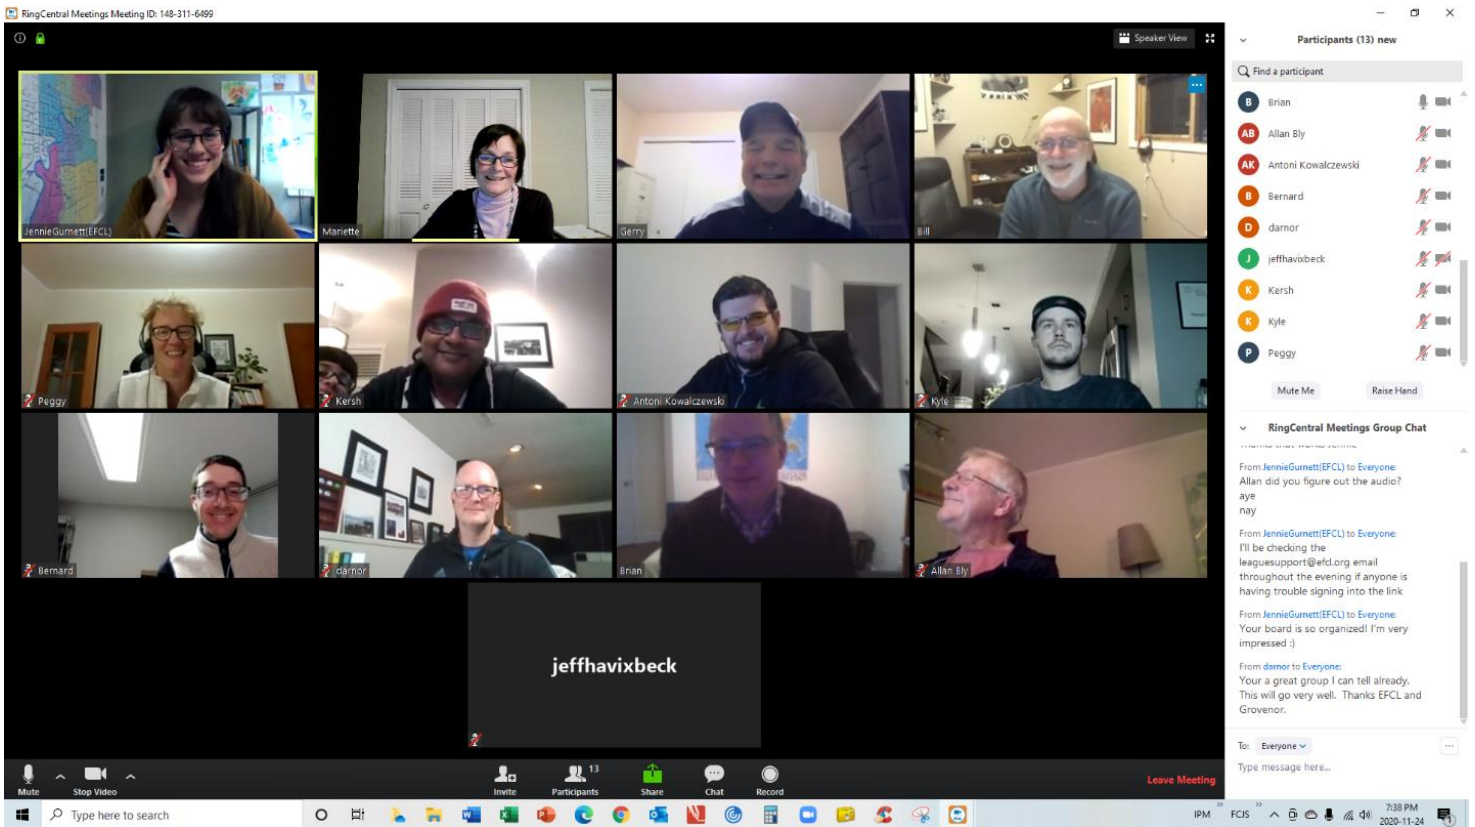 RingCentral Meetings Meeting ID: 148-311-6499
Speaker View
JennieGurnett(EFCL)
Mariette
Gerry
Bill
Peggy
Kersh
Antoni Kowalczewski
Kyle
Bernard
darnor
Brian
Allan Bly
jeffhavixbeck
Mute
Stop Video
Invite
Participants
13
Share
Chat
Record
Leave Meeting
Participants (13) new
Find a participant
B Brian
AB Allan Bly
AK Antoni Kowalczewski
B Bernard
D darnor
J jeffhavixbeck
K Kersh
K Kyle
P Peggy
Mute Me
Raise Hand
RingCentral Meetings Group Chat
From JennieGurnett(EFCL) to Everyone:
Allan did you figure out the audio?
aye
nay
From JennieGurnett(EFCL) to Everyone:
I'll be checking the
leaguesupport@efcl.org email
throughout the evening if anyone is
having trouble signing into the link
From JennieGurnett(EFCL) to Everyone:
Your board is so organized! I'm very
impressed :)
From darnor to Everyone:
Your a great group I can tell already.
This will go very well. Thanks EFCL and
Grovenor.
To: Everyone
Type message here...
Type here to search
IPM
FCJS
7:38 PM
2020-11-24